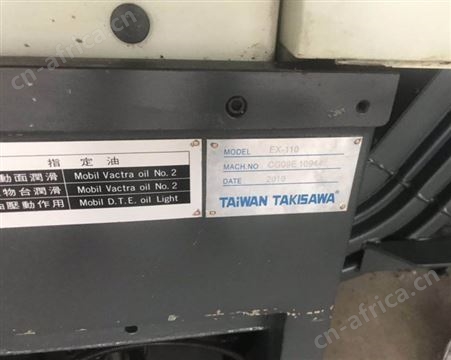 指定油
動面潤滑 Mobil Vactra oil No. 2
物台潤滑 Mobil Vactra oil No. 2
壓動作用 Mobil D.T.E. oil Light
MODEL EX-110
MACH.NO
DATE 2010
TAIWAN TAKISAWA
cn-africa.com
cn-africa.com